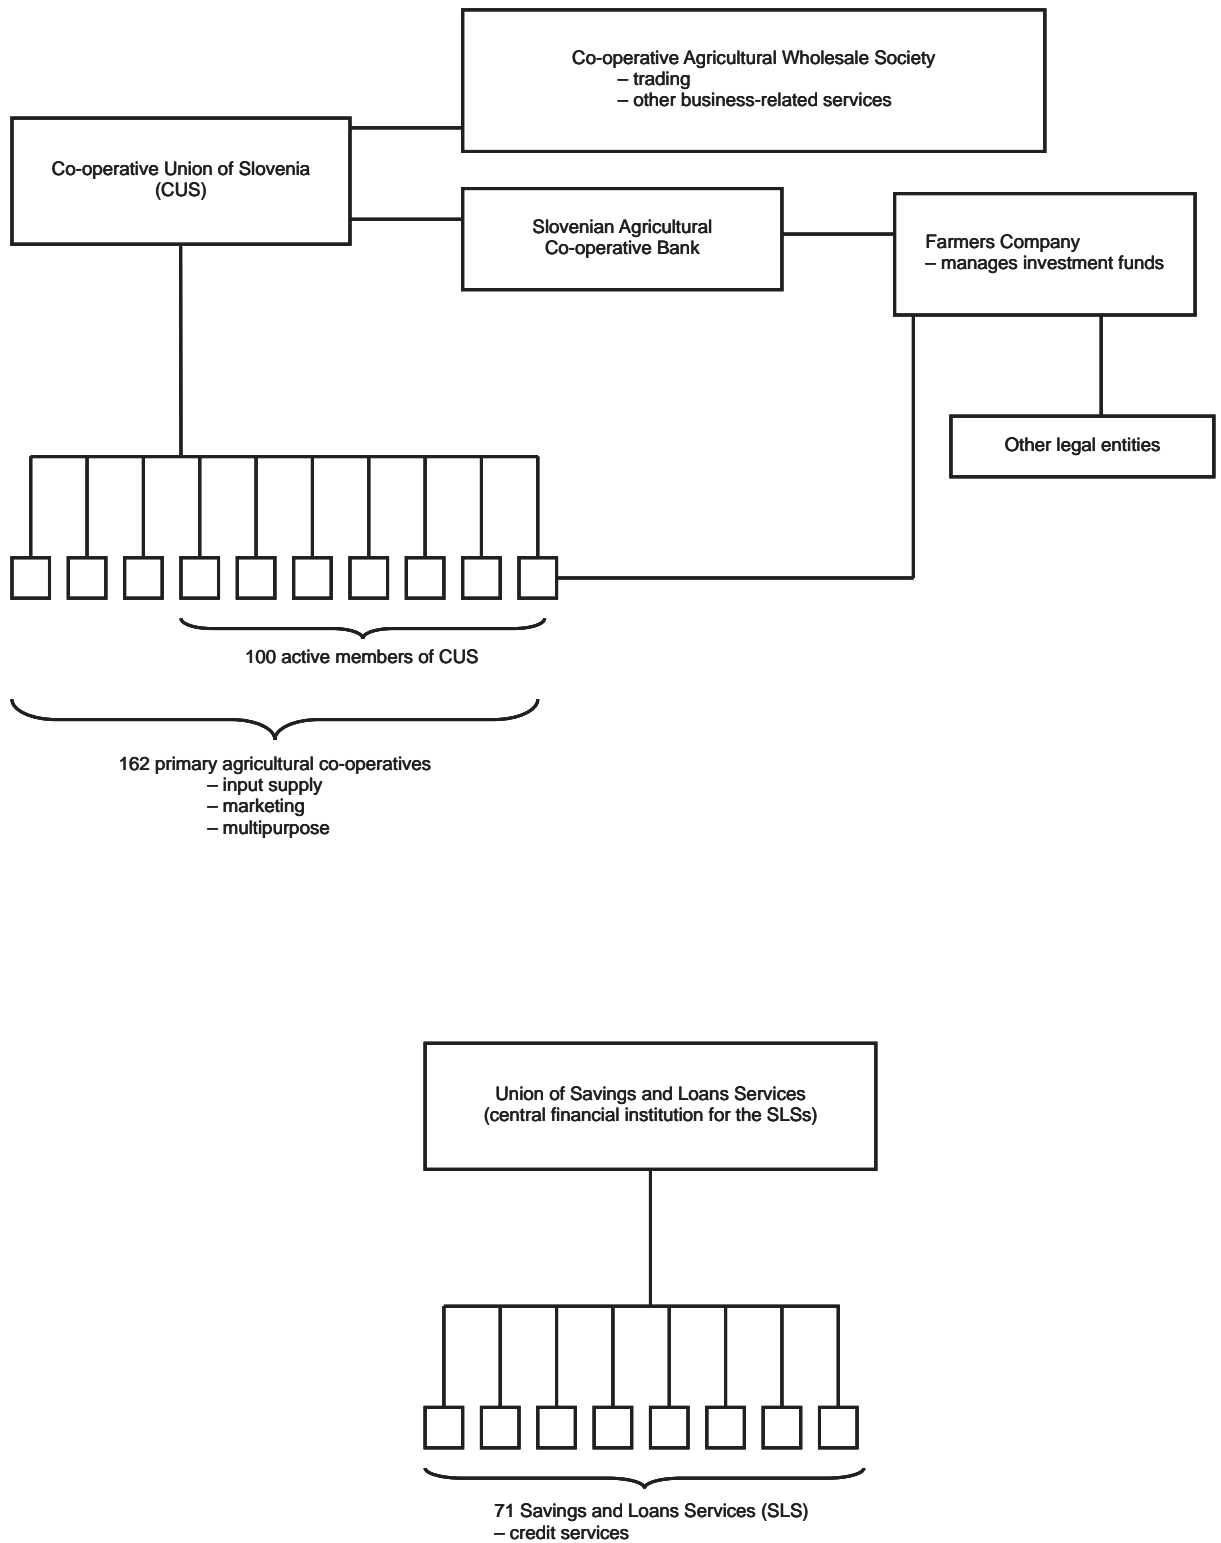 Co-operative Agricultural Wholesale Society
– trading
– other business-related services
Co-operative Union of Slovenia
(CUS)
Slovenian Agricultural
Co-operative Bank
Farmers Company
– manages investment funds
Other legal entities
100 active members of CUS
162 primary agricultural co-operatives
– input supply
– marketing
– multipurpose
Union of Savings and Loans Services
(central financial institution for the SLSs)
71 Savings and Loans Services (SLS)
– credit services